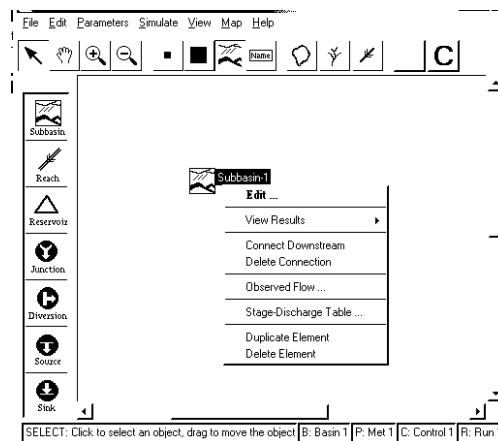 File Edit Parameters Simulate View Map Help
Name
C
Subbasin
Reach
Reservoir
Junction
Diversion
Source
Sink
Subbasin-1
Edit ...
View Results
Connect Downstream
Delete Connection
Observed Flow ...
Stage-Discharge Table ...
Duplicate Element
Delete Element
SELECT: Click to select an object, drag to move the object B: Basin 1 P: Met 1 C: Control 1 R: Run